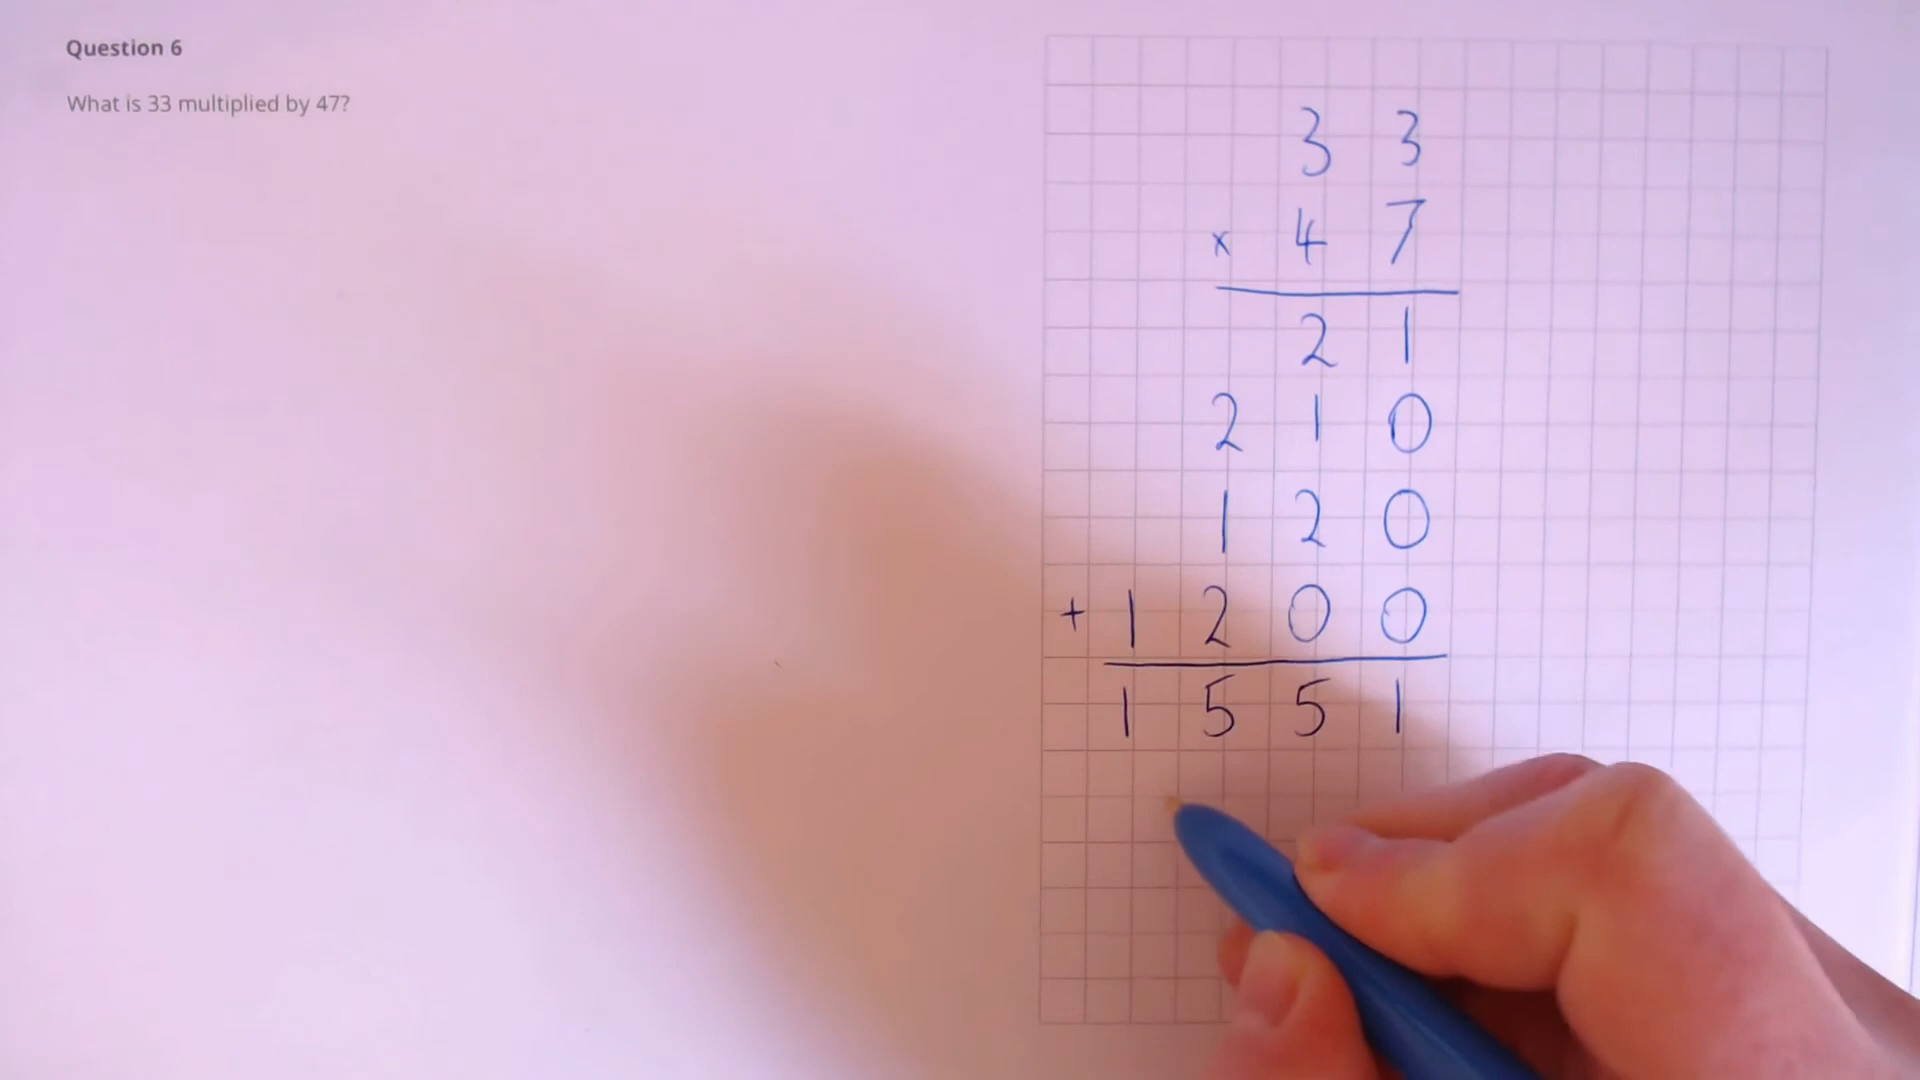 Question 6
What is 33 multiplied by 47?
3 3
x 4 7
2 1
2 1 0
1 2 0
+ 1 2 0 0
1 5 5 1